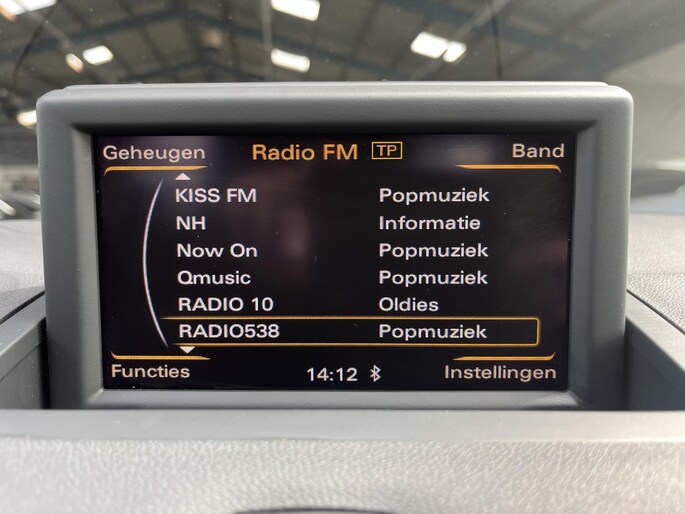 Geheugen Radio FM TP Band
KISS FM Popmuziek
NH Informatie
Now On Popmuziek
Qmusic Popmuziek
RADIO 10 Oldies
RADIO538 Popmuziek
Functies 14:12 Instellingen